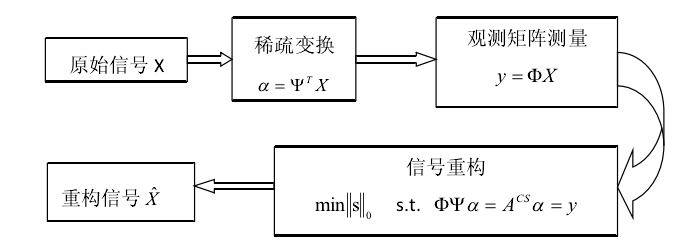 原始信号 X
稀疏变换
α = Ψ^T X
观测矩阵测量
y = ΦX
信号重构
min‖s‖₀ s.t. ΦΨα = A^{CS}α = y
重构信号 X̂